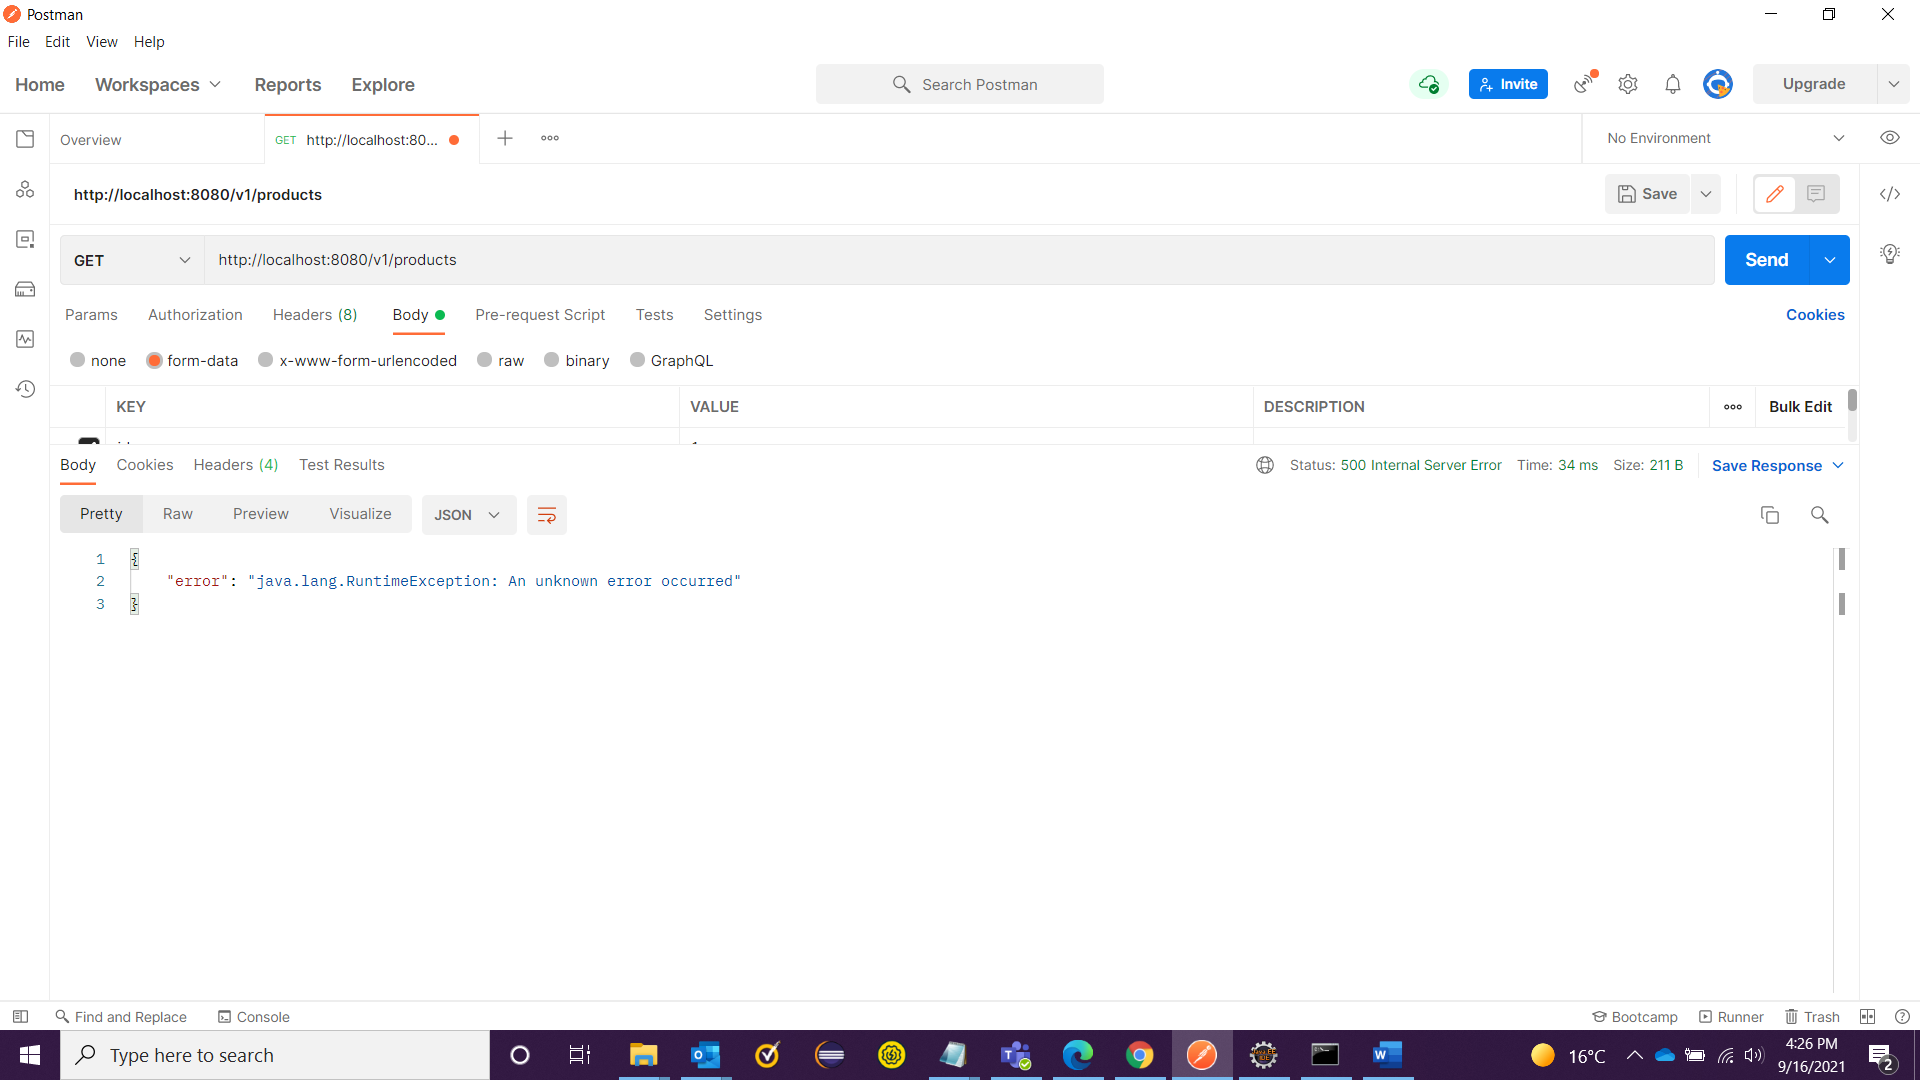 Postman
File Edit View Help
Home Workspaces Reports Explore Search Postman Invite Upgrade
Overview GET http://localhost:80... No Environment
http://localhost:8080/v1/products Save
GET http://localhost:8080/v1/products Send
Params Authorization Headers (8) Body Pre-request Script Tests Settings Cookies
none form-data x-www-form-urlencoded raw binary GraphQL
KEY VALUE DESCRIPTION Bulk Edit
Body Cookies Headers (4) Test Results Status: 500 Internal Server Error Time: 34 ms Size: 211 B Save Response
Pretty Raw Preview Visualize JSON
1 {
2 "error": "java.lang.RuntimeException: An unknown error occurred"
3 }
Find and Replace Console Bootcamp Runner Trash
Type here to search 16°C 4:26 PM
9/16/2021 2